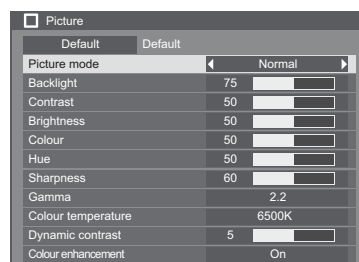 Picture
Default Default
Picture mode Normal
Backlight 75
Contrast 50
Brightness 50
Colour 50
Hue 50
Sharpness 60
Gamma 2.2
Colour temperature 6500K
Dynamic contrast 5
Colour enhancement On